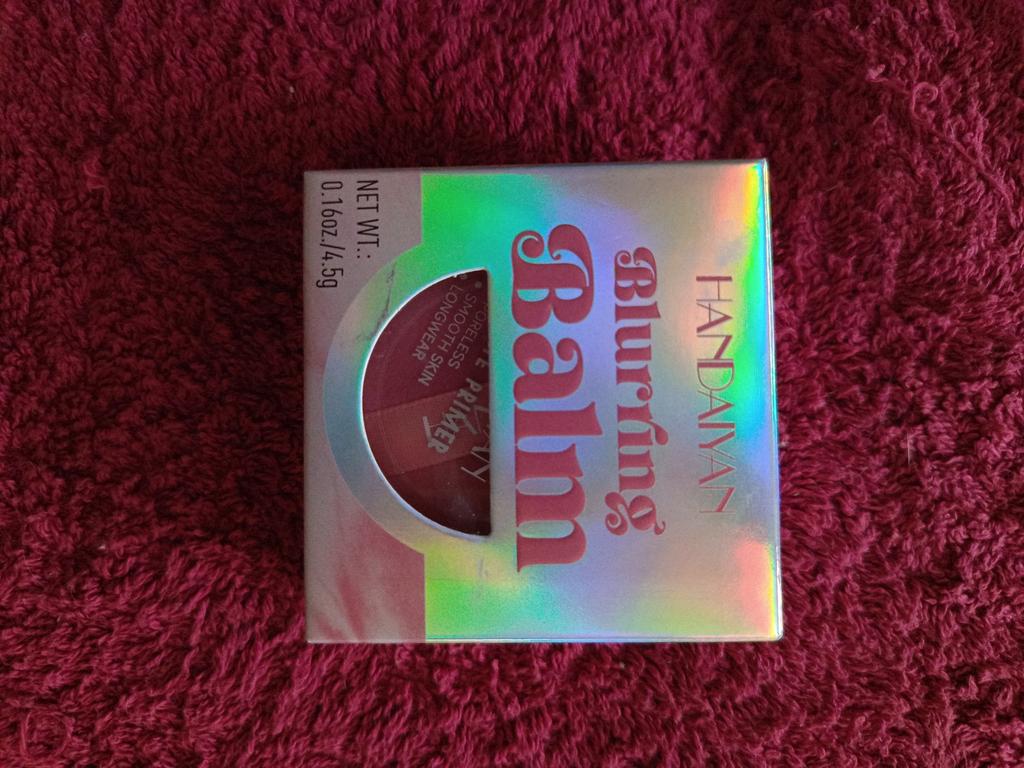 HANDAIYAN
Blurring
Balm
PRIMER
PORELESS
SMOOTH SKIN
LONGWEAR
NET WT.:
0.16oz./4.5g